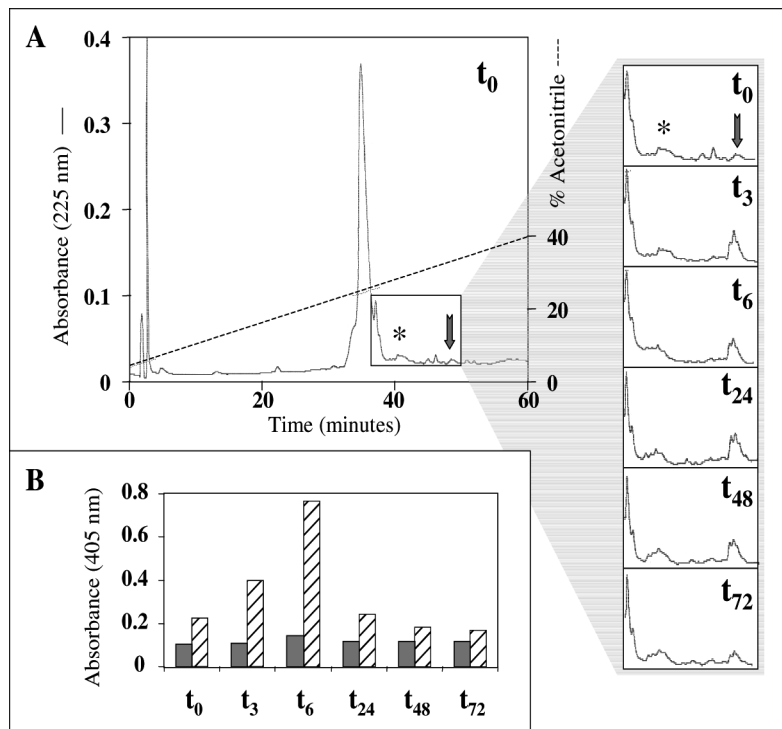 A
t0
0.4
0.3
0.2
0.1
0
Absorbance (225 nm)
% Acetonitrile
40
20
0
*
0 20 40 60
Time (minutes)
t0
*
t3
t6
t24
t48
t72
B
0.8
0.6
0.4
0.2
0
Absorbance (405 nm)
t0 t3 t6 t24 t48 t72